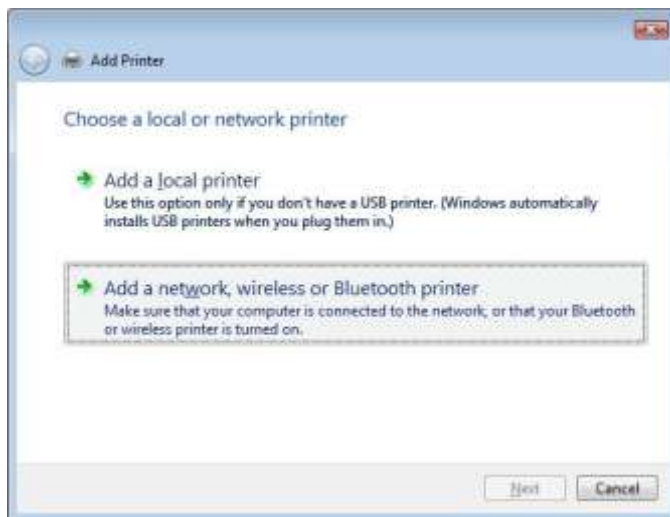 Add Printer
Choose a local or network printer
Add a local printer
Use this option only if you don't have a USB printer. (Windows automatically
installs USB printers when you plug them in.)
Add a network, wireless or Bluetooth printer
Make sure that your computer is connected to the network, or that your Bluetooth
or wireless printer is turned on.
Next
Cancel